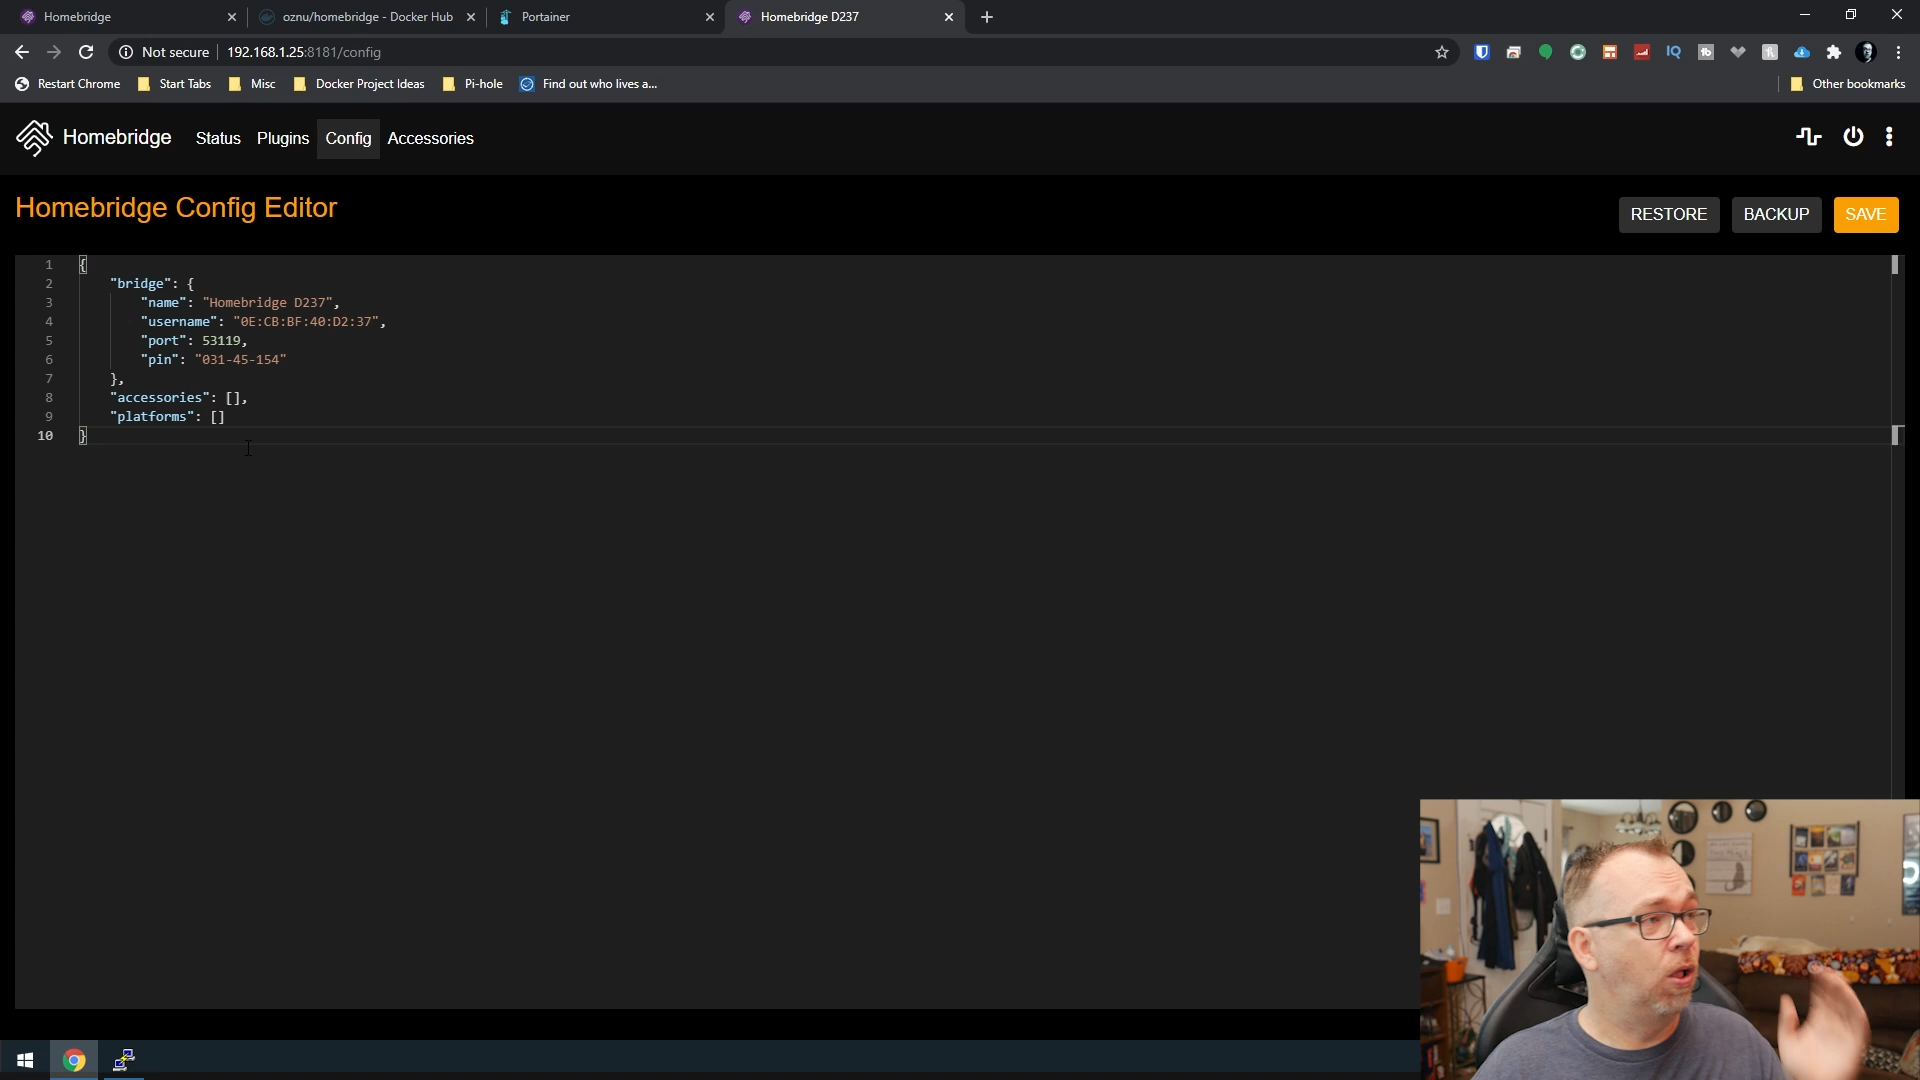 Homebridge
oznu/homebridge - Docker Hub
Portainer
Homebridge D237
Not secure
192.168.1.25:8181/config
Restart Chrome
Start Tabs
Misc
Docker Project Ideas
Pi-hole
Find out who lives a...
Other bookmarks
Homebridge
Status
Plugins
Config
Accessories
Homebridge Config Editor
RESTORE
BACKUP
SAVE
1 {
2 "bridge": {
3 "name": "Homebridge D237",
4 "username": "0E:CB:BF:40:D2:37",
5 "port": 53119,
6 "pin": "031-45-154"
7 },
8 "accessories": [],
9 "platforms": []
10 }